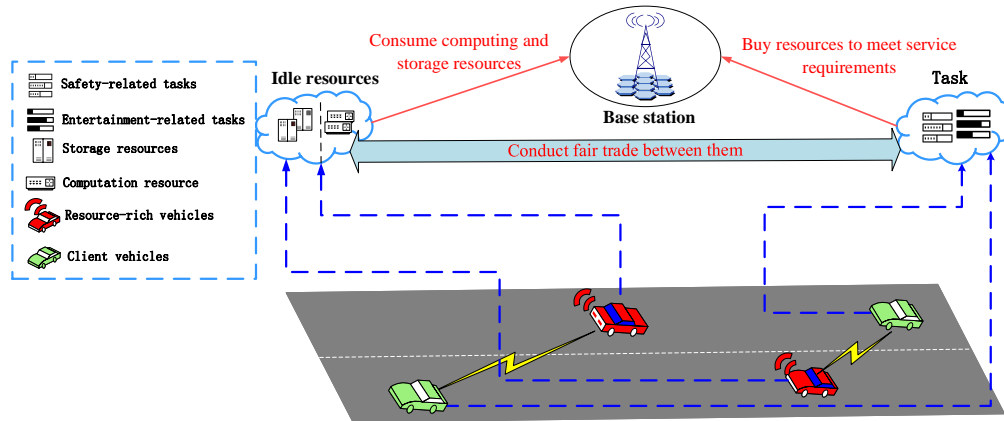 Safety-related tasks
Entertainment-related tasks
Storage resources
Computation resource
Resource-rich vehicles
Client vehicles
Idle resources
Consume computing and
storage resources
Base station
Buy resources to meet service
requirements
Task
Conduct fair trade between them